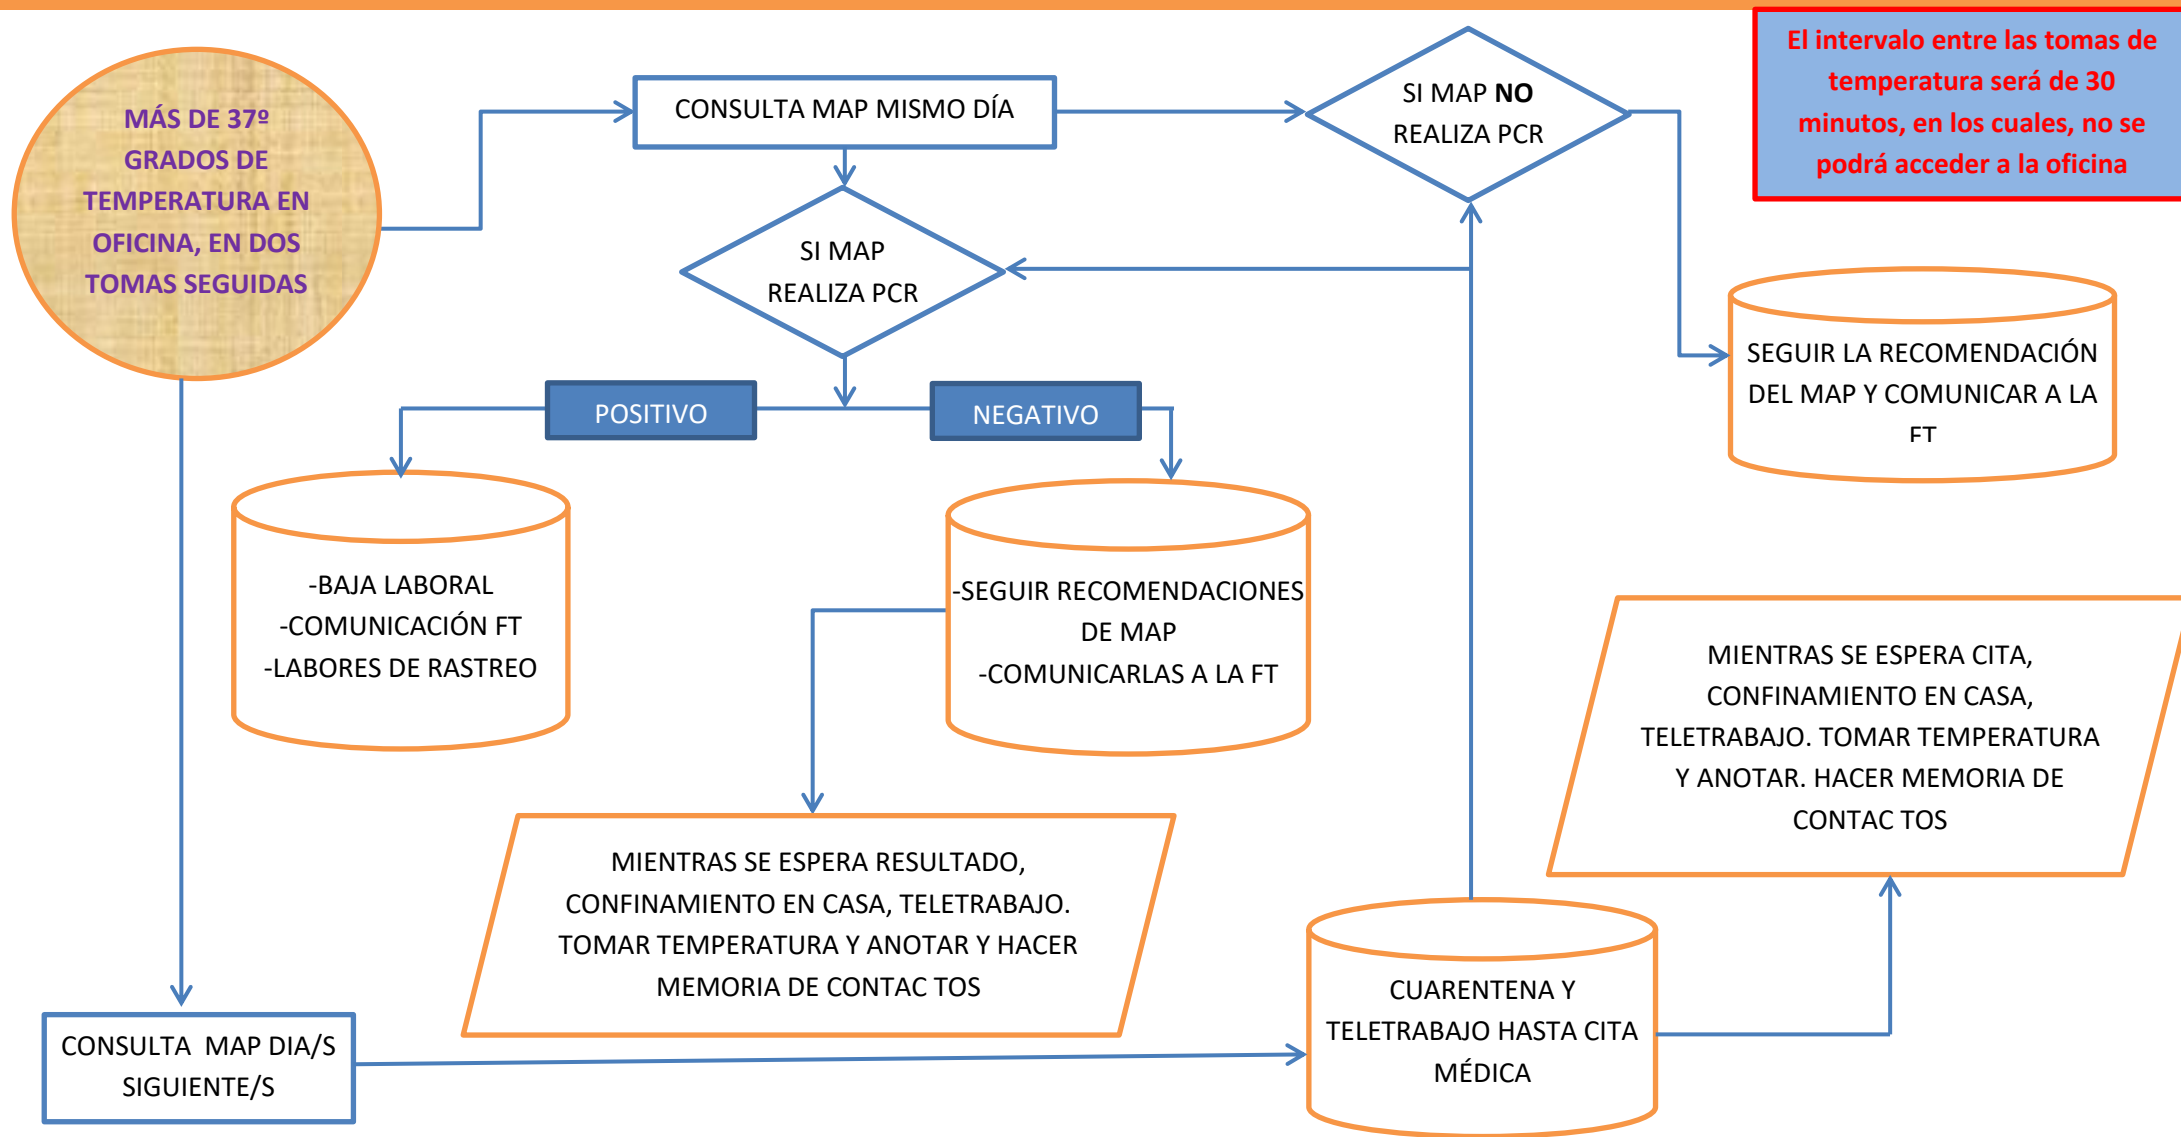 MÁS DE 37º
GRADOS DE
TEMPERATURA EN
OFICINA, EN DOS
TOMAS SEGUIDAS
CONSULTA MAP MISMO DÍA
SI MAP NO
REALIZA PCR
El intervalo entre las tomas de
temperatura será de 30
minutos, en los cuales, no se
podrá acceder a la oficina
SI MAP
REALIZA PCR
SEGUIR LA RECOMENDACIÓN
DEL MAP Y COMUNICAR A LA
FT
POSITIVO
NEGATIVO
-BAJA LABORAL
-COMUNICACIÓN FT
-LABORES DE RASTREO
-SEGUIR RECOMENDACIONES
DE MAP
-COMUNICARLAS A LA FT
MIENTRAS SE ESPERA CITA,
CONFINAMIENTO EN CASA,
TELETRABAJO. TOMAR TEMPERATURA
Y ANOTAR. HACER MEMORIA DE
CONTAC TOS
MIENTRAS SE ESPERA RESULTADO,
CONFINAMIENTO EN CASA, TELETRABAJO.
TOMAR TEMPERATURA Y ANOTAR Y HACER
MEMORIA DE CONTAC TOS
CUARENTENA Y
TELETRABAJO HASTA CITA
MÉDICA
CONSULTA  MAP DIA/S
SIGUIENTE/S